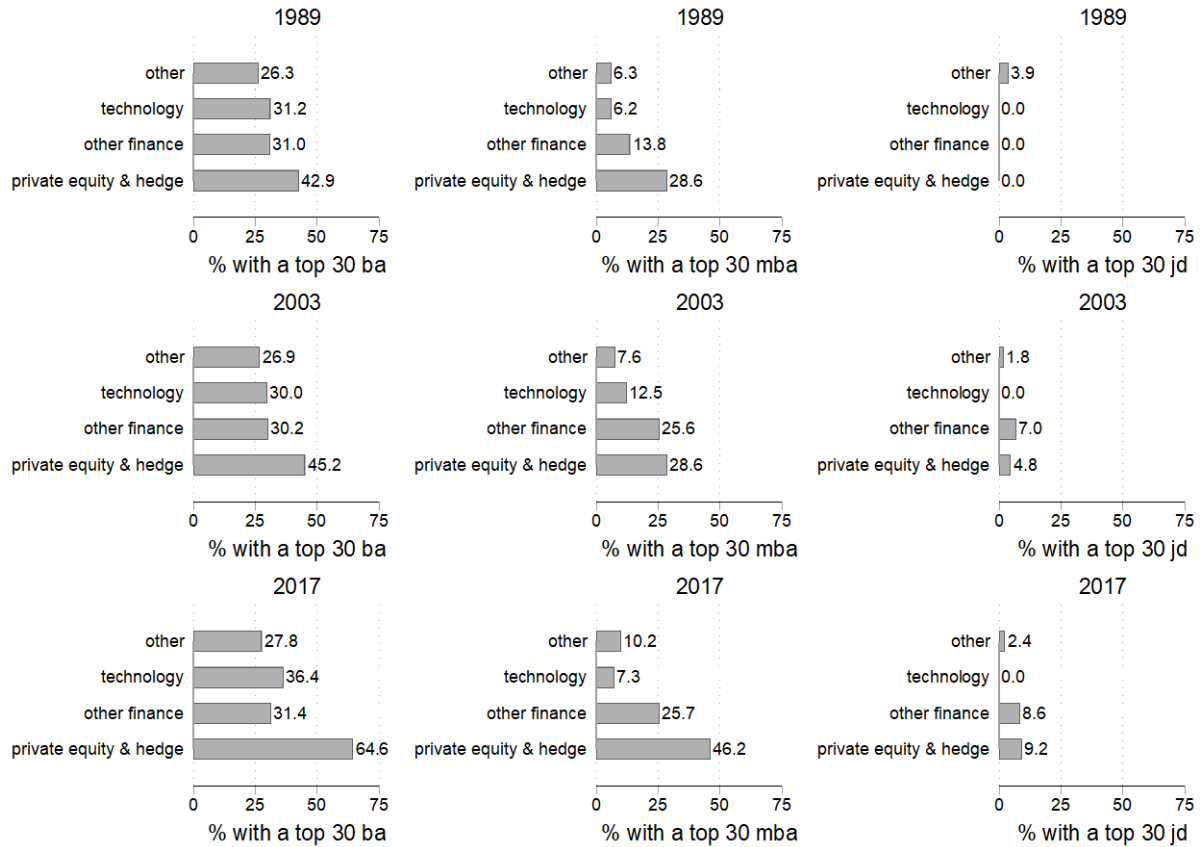 1989
other 26.3
technology 31.2
other finance 31.0
private equity & hedge 42.9
0 25 50 75
% with a top 30 ba
1989
other 6.3
technology 6.2
other finance 13.8
private equity & hedge 28.6
0 25 50 75
% with a top 30 mba
1989
other 3.9
technology 0.0
other finance 0.0
private equity & hedge 0.0
0 25 50 75
% with a top 30 jd
2003
other 26.9
technology 30.0
other finance 30.2
private equity & hedge 45.2
0 25 50 75
% with a top 30 ba
2003
other 7.6
technology 12.5
other finance 25.6
private equity & hedge 28.6
0 25 50 75
% with a top 30 mba
2003
other 1.8
technology 0.0
other finance 7.0
private equity & hedge 4.8
0 25 50 75
% with a top 30 jd
2017
other 27.8
technology 36.4
other finance 31.4
private equity & hedge 64.6
0 25 50 75
% with a top 30 ba
2017
other 10.2
technology 7.3
other finance 25.7
private equity & hedge 46.2
0 25 50 75
% with a top 30 mba
2017
other 2.4
technology 0.0
other finance 8.6
private equity & hedge 9.2
0 25 50 75
% with a top 30 jd